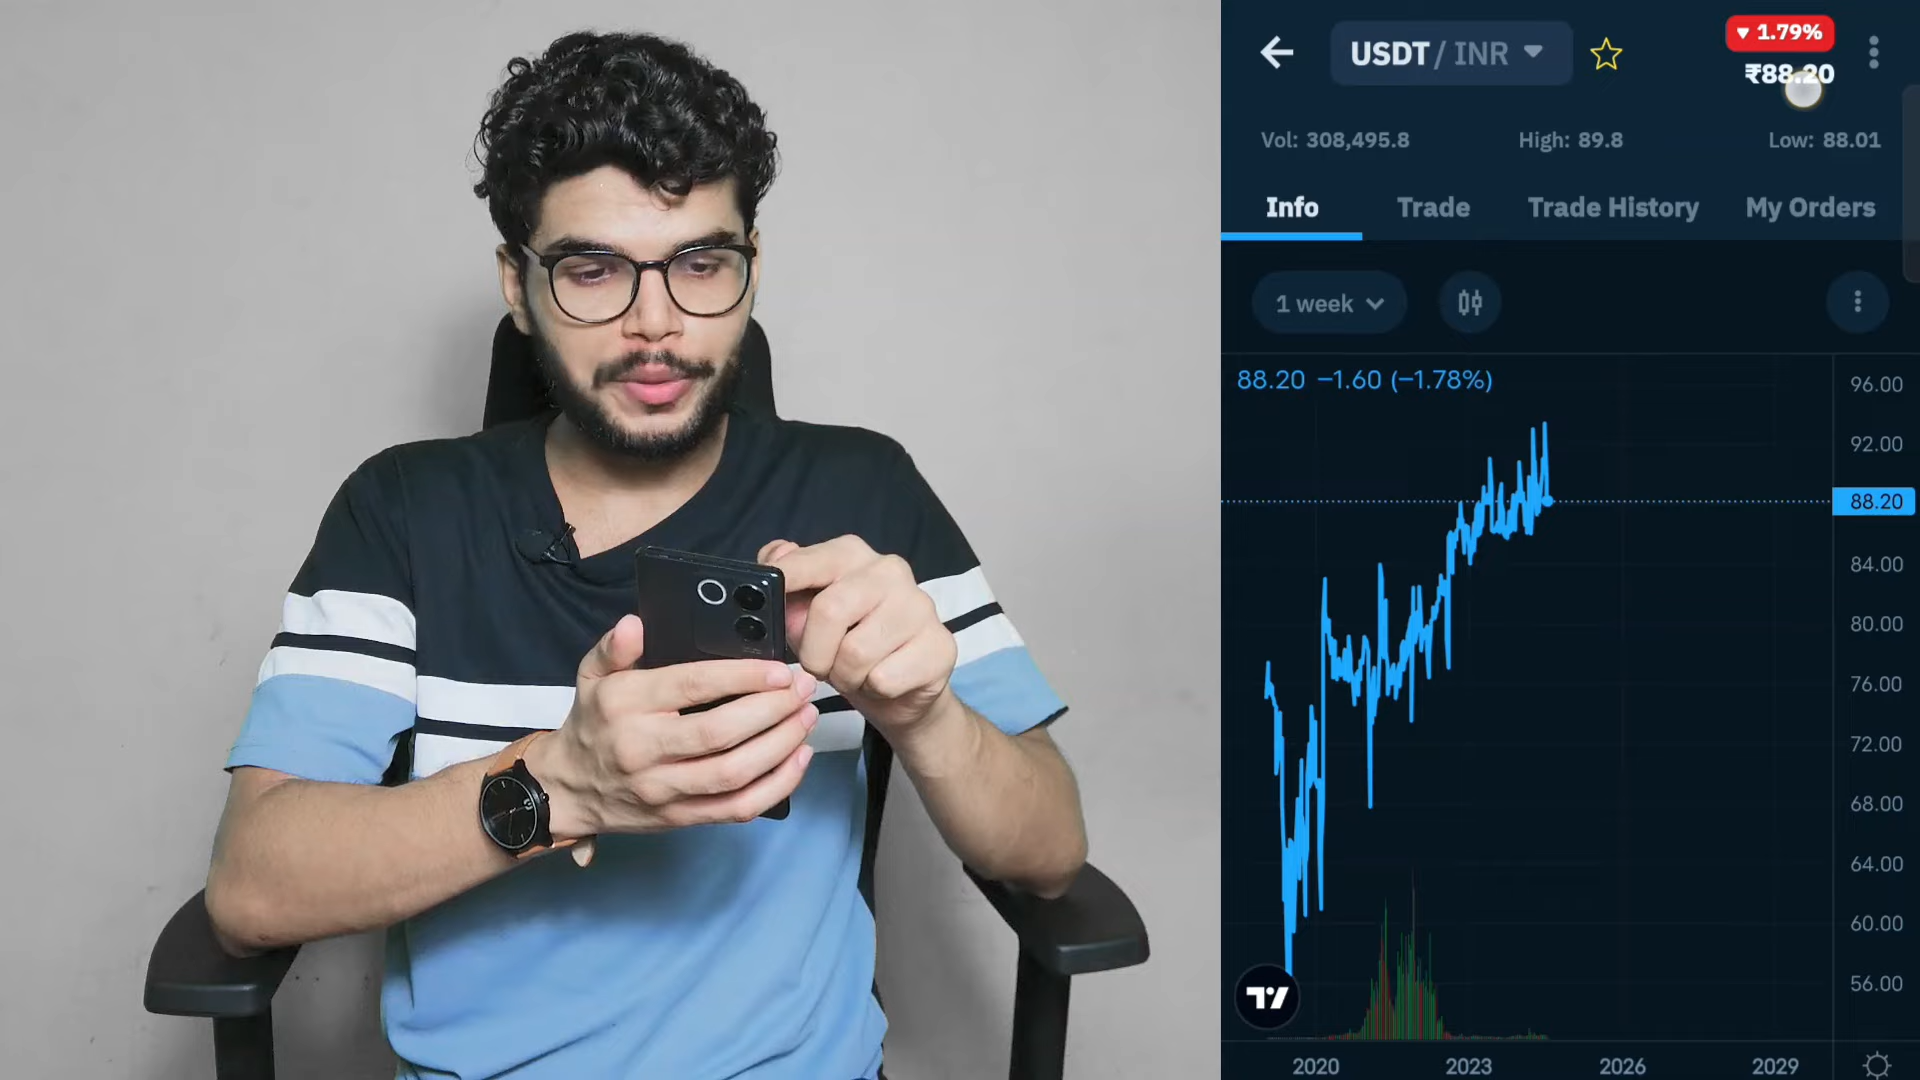 USDT / INR
▼ 1.79%
₹88.20
Vol: 308,495.8 High: 89.8 Low: 88.01
Info Trade Trade History My Orders
1 week
88.20 −1.60 (−1.78%)
96.00
92.00
88.20
84.00
80.00
76.00
72.00
68.00
64.00
60.00
56.00
2020 2023 2026 2029